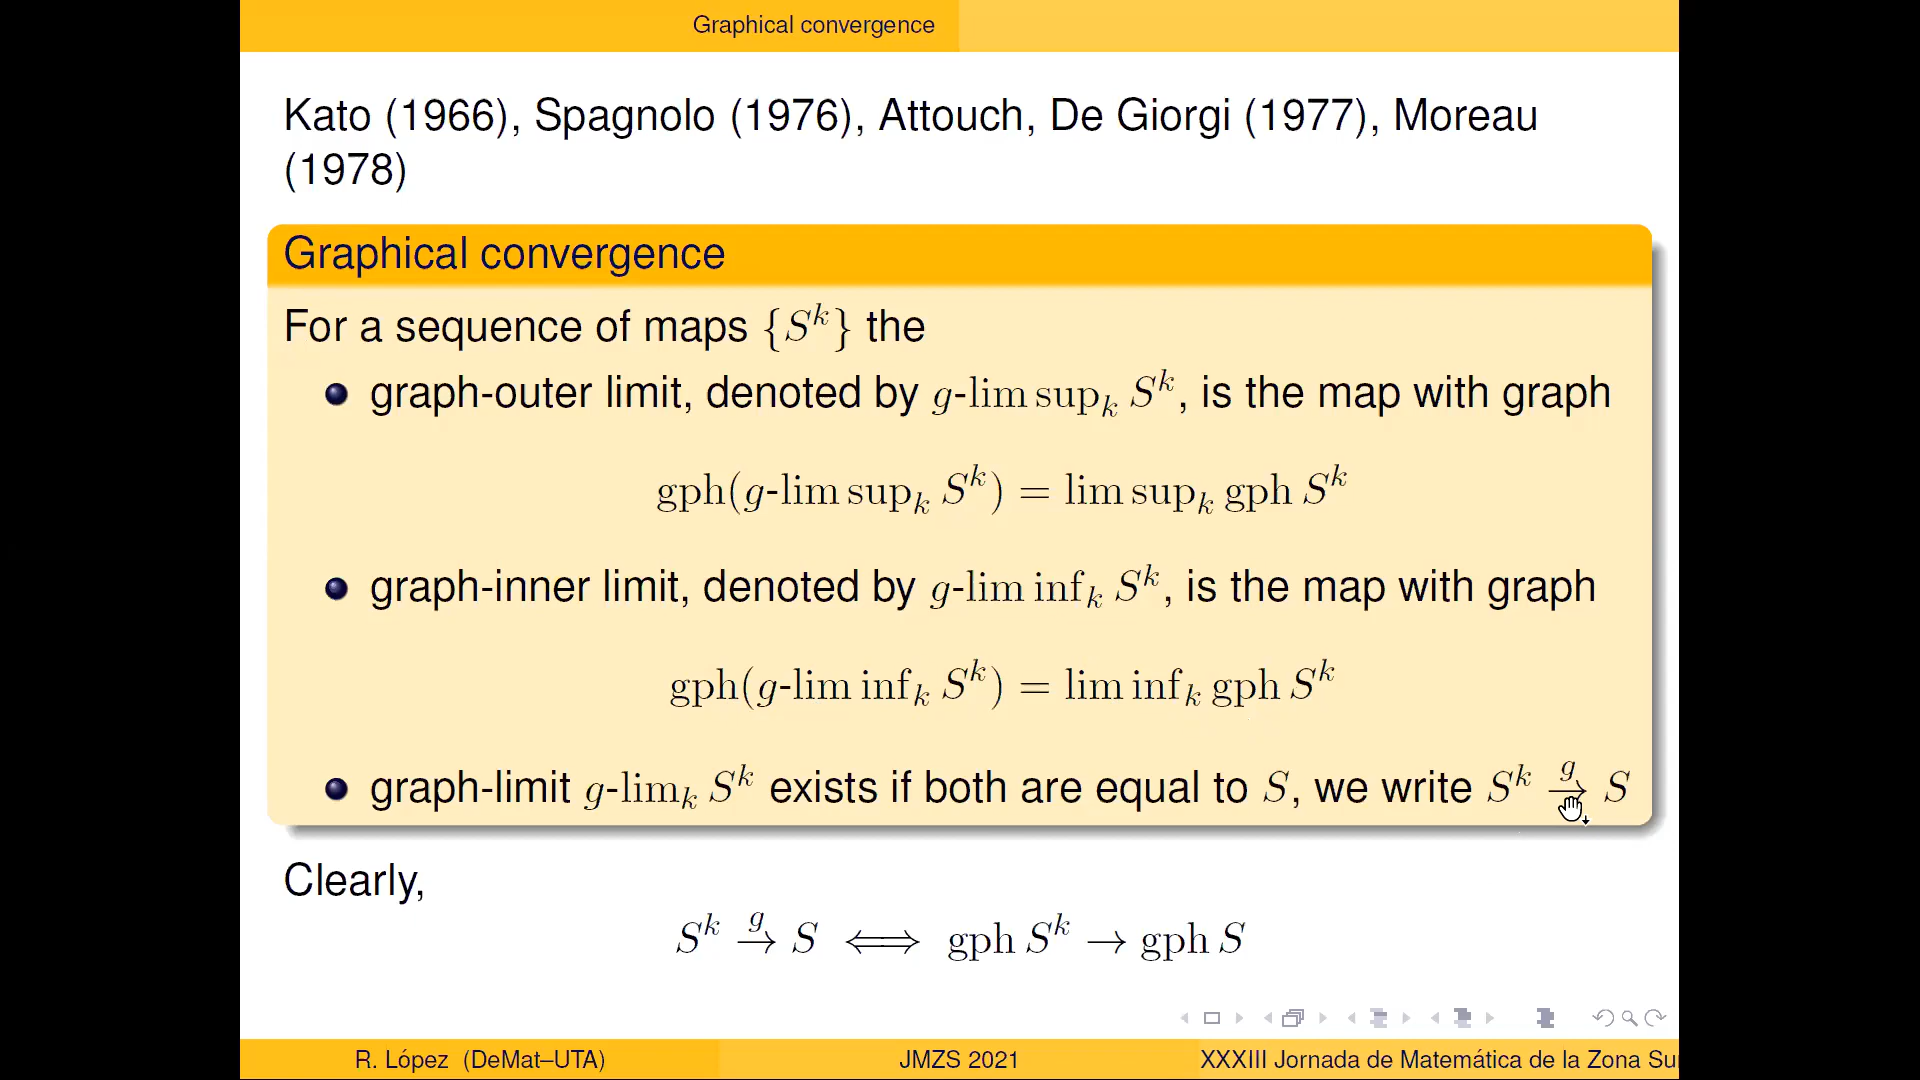 Graphical convergence
Kato (1966), Spagnolo (1976), Attouch, De Giorgi (1977), Moreau
(1978)
Graphical convergence
For a sequence of maps {S^k} the
graph-outer limit, denoted by g-lim sup_k S^k, is the map with graph
gph(g-lim sup_k S^k) = lim sup_k gph S^k
graph-inner limit, denoted by g-lim inf_k S^k, is the map with graph
gph(g-lim inf_k S^k) = lim inf_k gph S^k
graph-limit g-lim_k S^k exists if both are equal to S, we write S^k →^g S
Clearly,
S^k →^g S ⟺ gph S^k → gph S
R. López (DeMat–UTA)
JMZS 2021
XXXIII Jornada de Matemática de la Zona Su